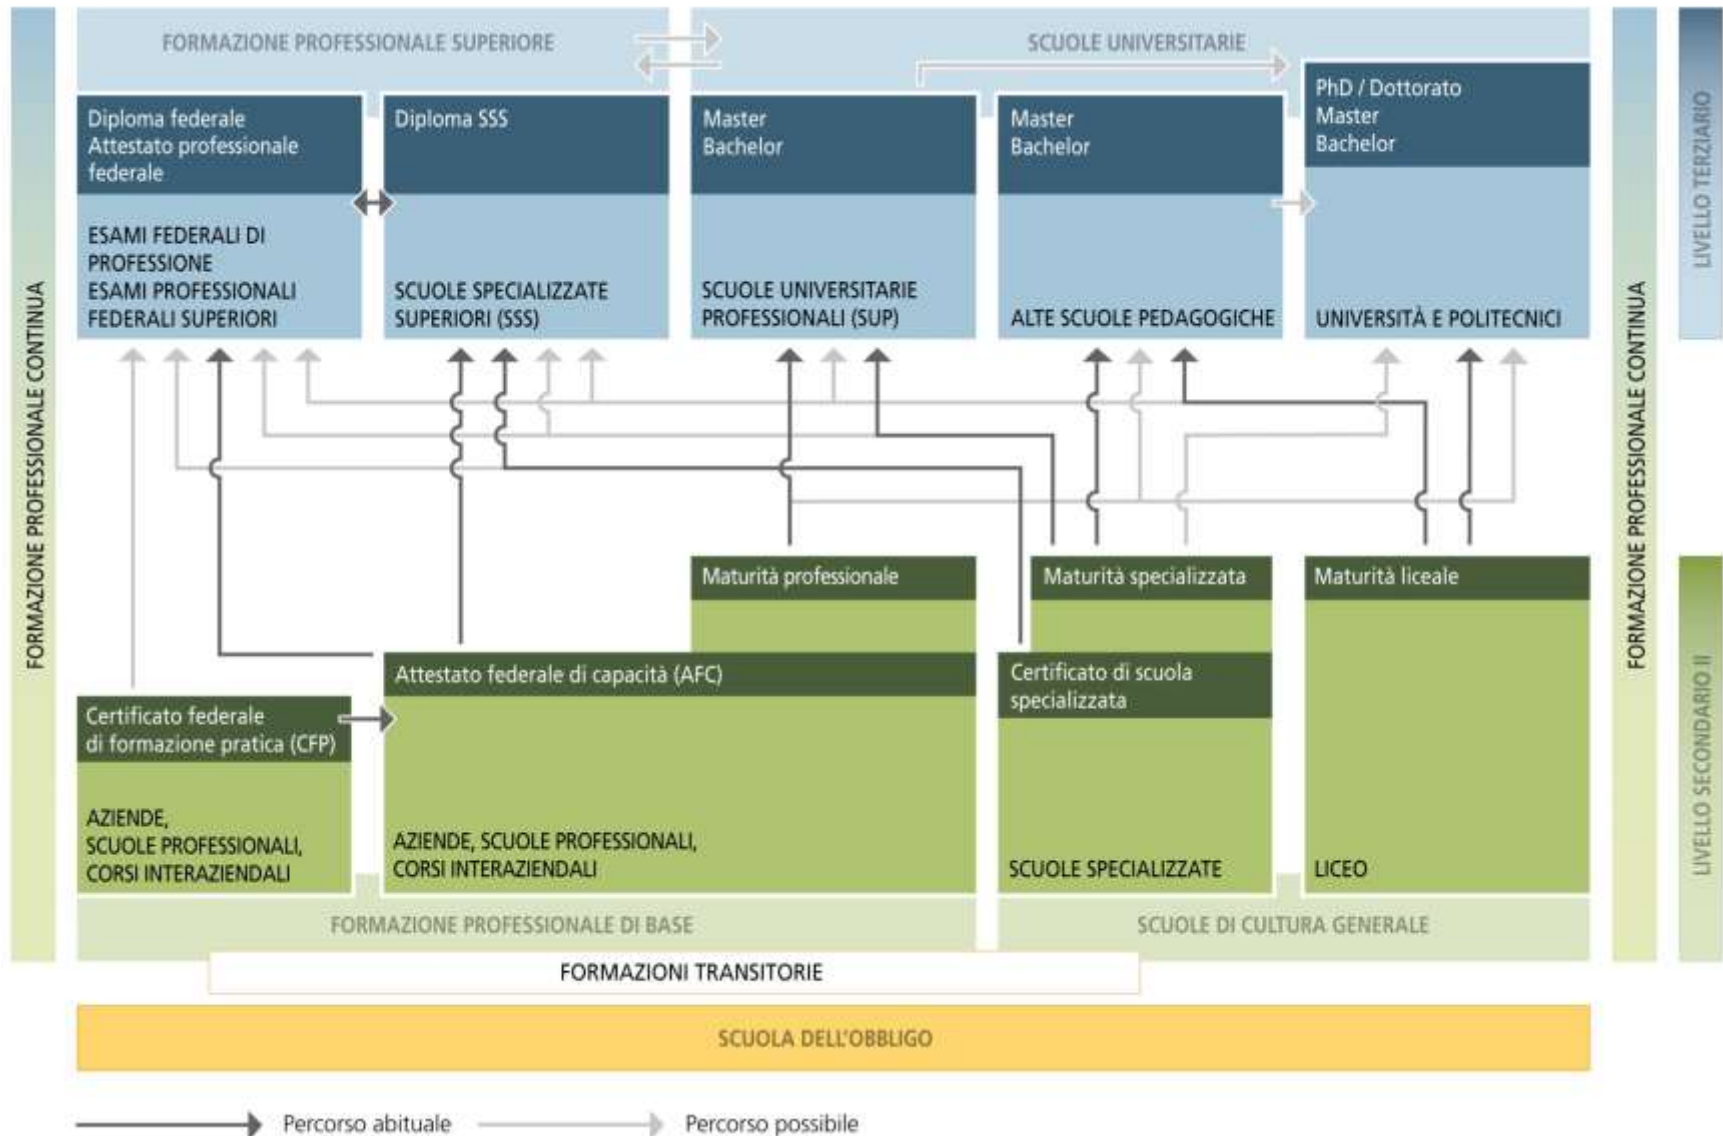 FORMAZIONE PROFESSIONALE SUPERIORE
SCUOLE UNIVERSITARIE
Diploma federale
Attestato professionale
federale
ESAMI FEDERALI DI
PROFESSIONE
ESAMI PROFESSIONALI
FEDERALI SUPERIORI
Diploma SSS
SCUOLE SPECIALIZZATE
SUPERIORI (SSS)
Master
Bachelor
SCUOLE UNIVERSITARIE
PROFESSIONALI (SUP)
Master
Bachelor
ALTE SCUOLE PEDAGOGICHE
PhD / Dottorato
Master
Bachelor
UNIVERSITÀ E POLITECNICI
LIVELLO TERZIARIO
FORMAZIONE PROFESSIONALE CONTINUA
FORMAZIONE PROFESSIONALE CONTINUA
Maturità professionale
Maturità specializzata
Maturità liceale
Attestato federale di capacità (AFC)
Certificato di scuola
specializzata
Certificato federale
di formazione pratica (CFP)
AZIENDE,
SCUOLE PROFESSIONALI,
CORSI INTERAZIENDALI
AZIENDE, SCUOLE PROFESSIONALI,
CORSI INTERAZIENDALI
SCUOLE SPECIALIZZATE
LICEO
LIVELLO SECONDARIO II
FORMAZIONE PROFESSIONALE DI BASE
SCUOLE DI CULTURA GENERALE
FORMAZIONI TRANSITORIE
SCUOLA DELL'OBBLIGO
Percorso abituale
Percorso possibile